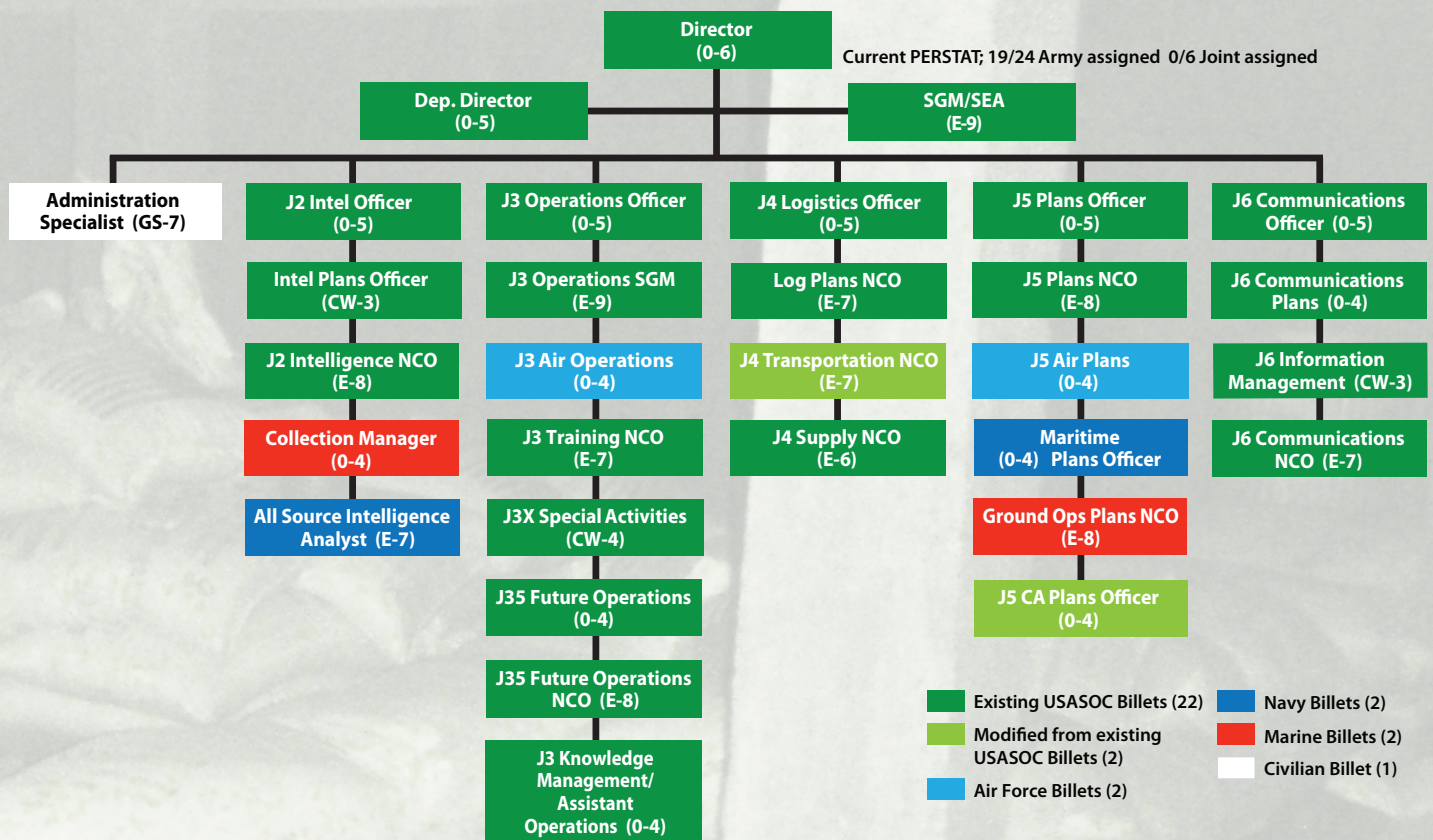 Director
(0-6)
Current PERSTAT; 19/24 Army assigned 0/6 Joint assigned
Dep. Director
(0-5)
SGM/SEA
(E-9)
Administration
Specialist (GS-7)
J2 Intel Officer
(0-5)
J3 Operations Officer
(0-5)
J4 Logistics Officer
(0-5)
J5 Plans Officer
(0-5)
J6 Communications
Officer (0-5)
Intel Plans Officer
(CW-3)
J3 Operations SGM
(E-9)
Log Plans NCO
(E-7)
J5 Plans NCO
(E-8)
J6 Communications
Plans (0-4)
J2 Intelligence NCO
(E-8)
J3 Air Operations
(0-4)
J4 Transportation NCO
(E-7)
J5 Air Plans
(0-4)
J6 Information
Management (CW-3)
Collection Manager
(0-4)
J3 Training NCO
(E-7)
J4 Supply NCO
(E-6)
Maritime
(0-4) Plans Officer
J6 Communications
NCO (E-7)
All Source Intelligence
Analyst (E-7)
J3X Special Activities
(CW-4)
Ground Ops Plans NCO
(E-8)
J35 Future Operations
(0-4)
J5 CA Plans Officer
(0-4)
J35 Future Operations
NCO (E-8)
J3 Knowledge
Management/
Assistant
Operations (0-4)
Existing USASOC Billets (22)
Modified from existing
USASOC Billets (2)
Air Force Billets (2)
Navy Billets (2)
Marine Billets (2)
Civilian Billet (1)